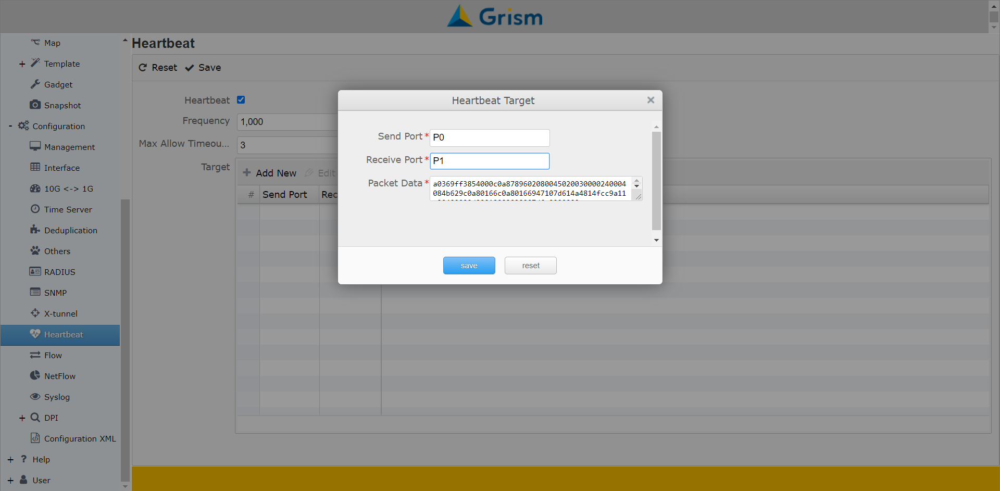 Grism
Map
+ Template
Gadget
Snapshot
- Configuration
Management
Interface
10G <-> 1G
Time Server
Deduplication
Others
RADIUS
SNMP
X-tunnel
Heartbeat
Flow
NetFlow
Syslog
+ DPI
Configuration XML
+ ? Help
+ User
Heartbeat
Reset Save
Heartbeat
Frequency 1,000
Max Allow Timeou... 3
Target
Add New Edit
# Send Port Rec
Heartbeat Target
Send Port* P0
Receive Port* P1
Packet Data* a0369ff3854000c0a8789602080045020030000240004
084b629c0a80166c0a80166947107d614a4814fcc9a11
save reset